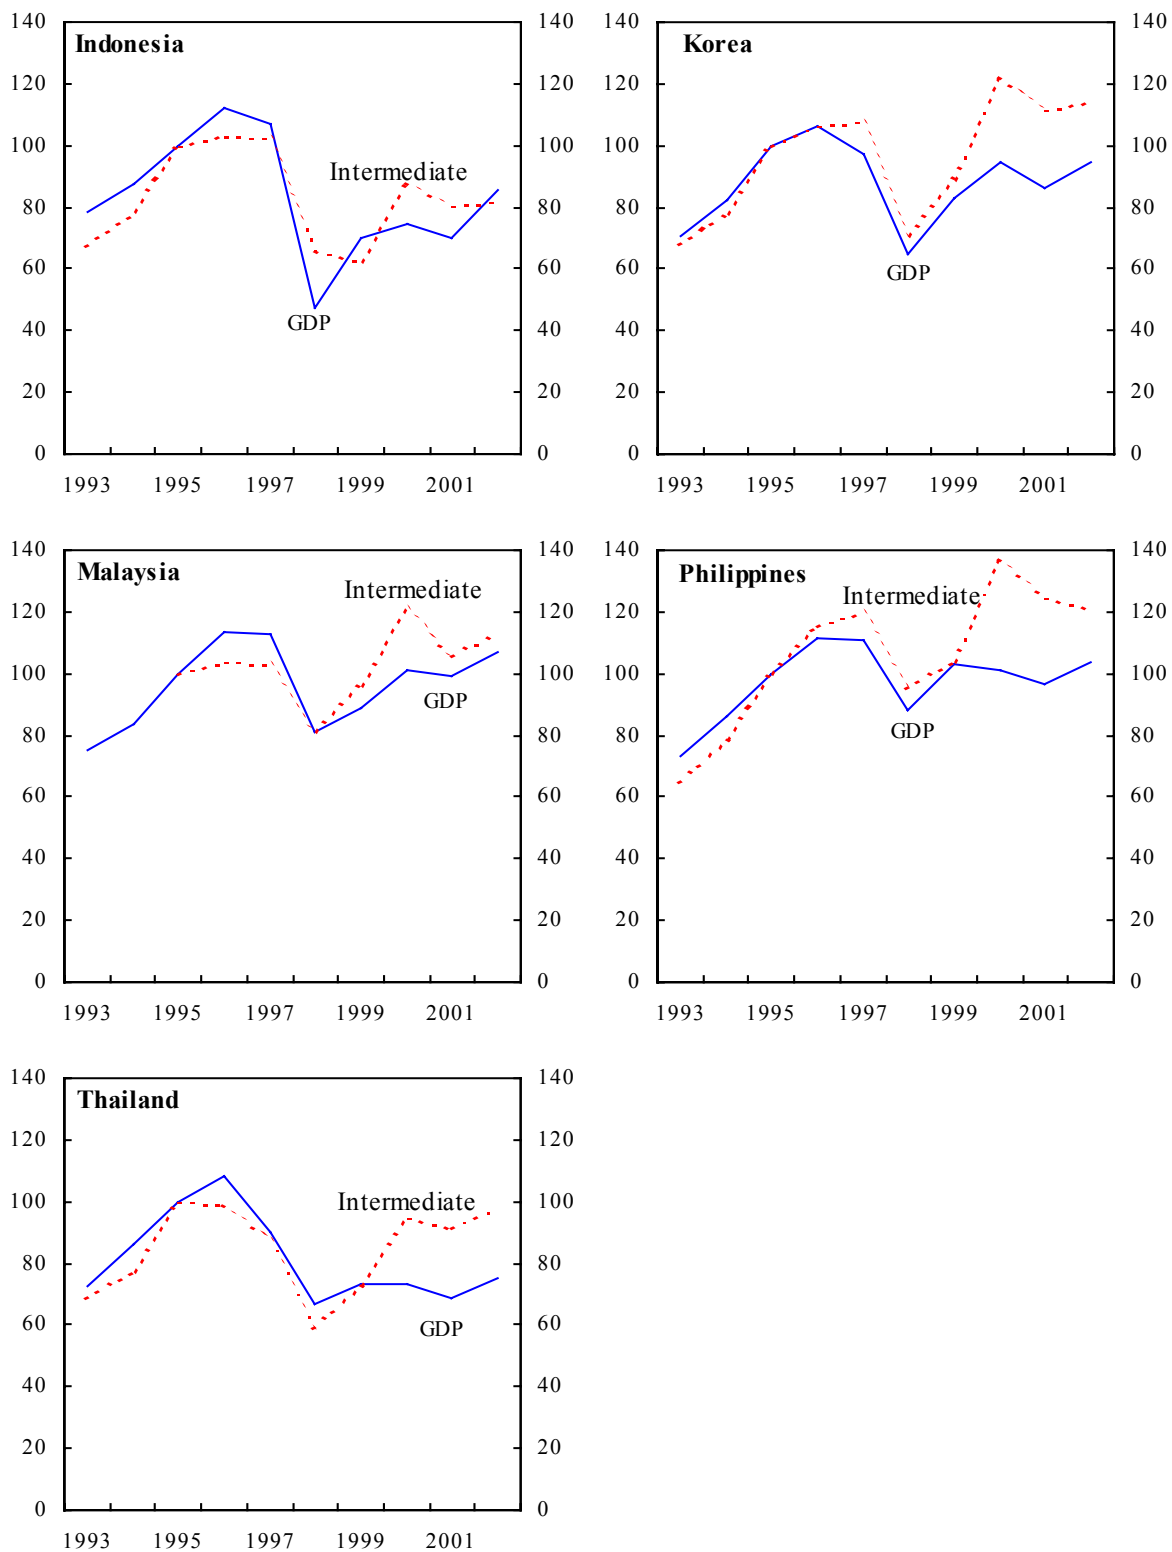 140 140 140 140
Indonesia Korea
120 120 120 120
100 100 100 100
Intermediate
80 80 80 80
60 60 60 60
GDP
GDP
40 40 40 40
20 20 20 20
0 0 0 0
1993 1995 1997 1999 2001 1993 1995 1997 1999 2001
140 140 140 140
Malaysia Philippines
Intermediate Intermediate
120 120 120 120
100 100 100 100
GDP
GDP
80 80 80 80
60 60 60 60
40 40 40 40
20 20 20 20
0 0 0 0
1993 1995 1997 1999 2001 1993 1995 1997 1999 2001
140 140
Thailand
120 120
100 Intermediate 100
80 80
60 GDP 60
40 40
20 20
0 0
1993 1995 1997 1999 2001